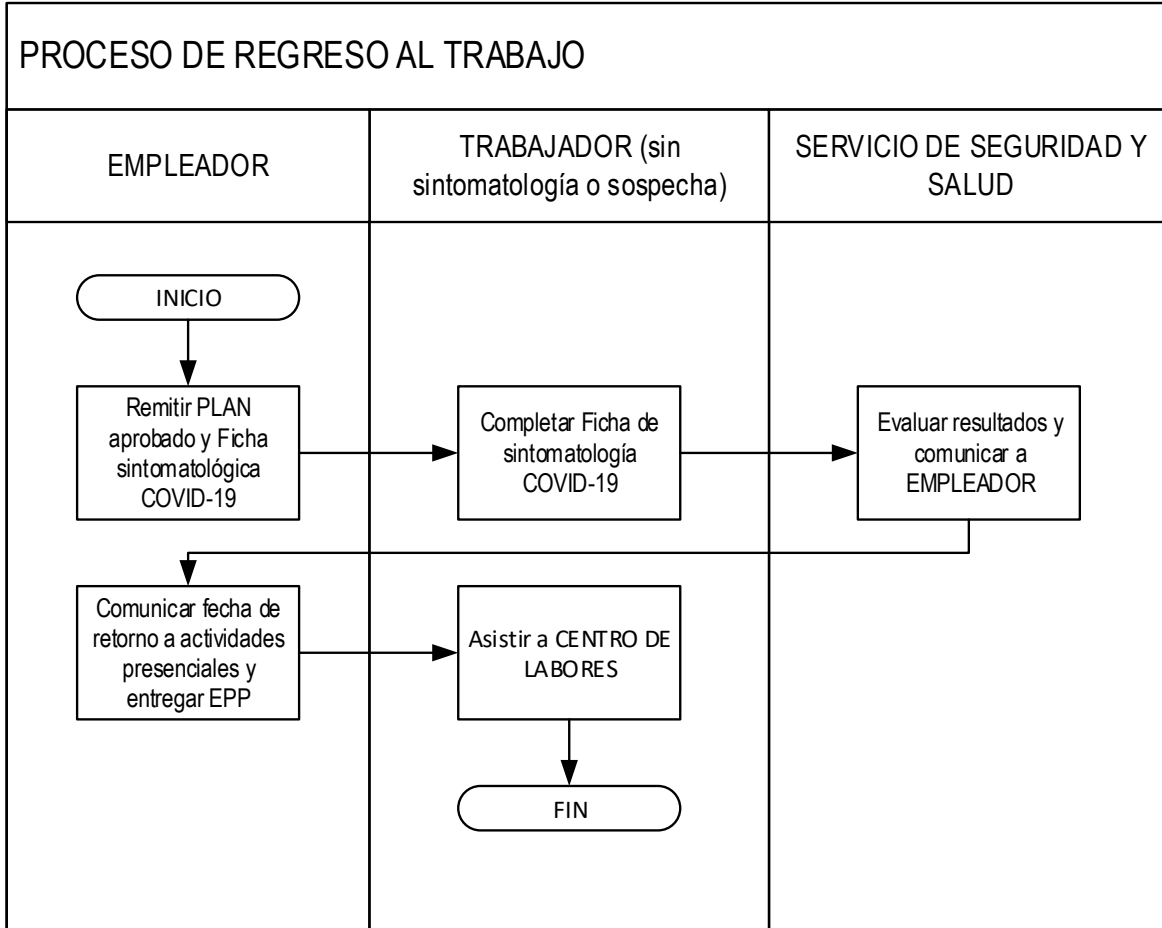 PROCESO DE REGRESO AL TRABAJO
EMPLEADOR
TRABAJADOR (sin
sintomatología o sospecha)
SERVICIO DE SEGURIDAD Y
SALUD
INICIO
Remitir PLAN
aprobado y Ficha
sintomatológica
COVID-19
Completar Ficha de
sintomatología
COVID-19
Evaluar resultados y
comunicar a
EMPLEADOR
Comunicar fecha de
retorno a actividades
presenciales y
entregar EPP
Asistir a CENTRO DE
LABORES
FIN